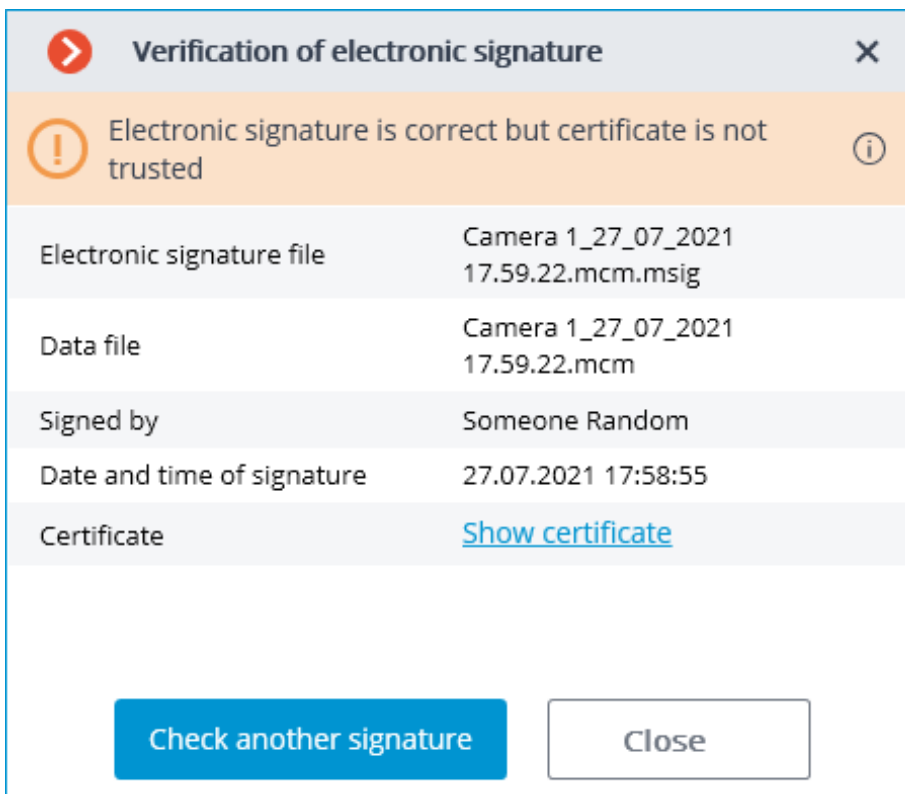 Verification of electronic signature
Electronic signature is correct but certificate is not
trusted
Electronic signature file
Camera 1_27_07_2021
17.59.22.mcm.msig
Data file
Camera 1_27_07_2021
17.59.22.mcm
Signed by
Someone Random
Date and time of signature
27.07.2021 17:58:55
Certificate
Show certificate
Check another signature
Close